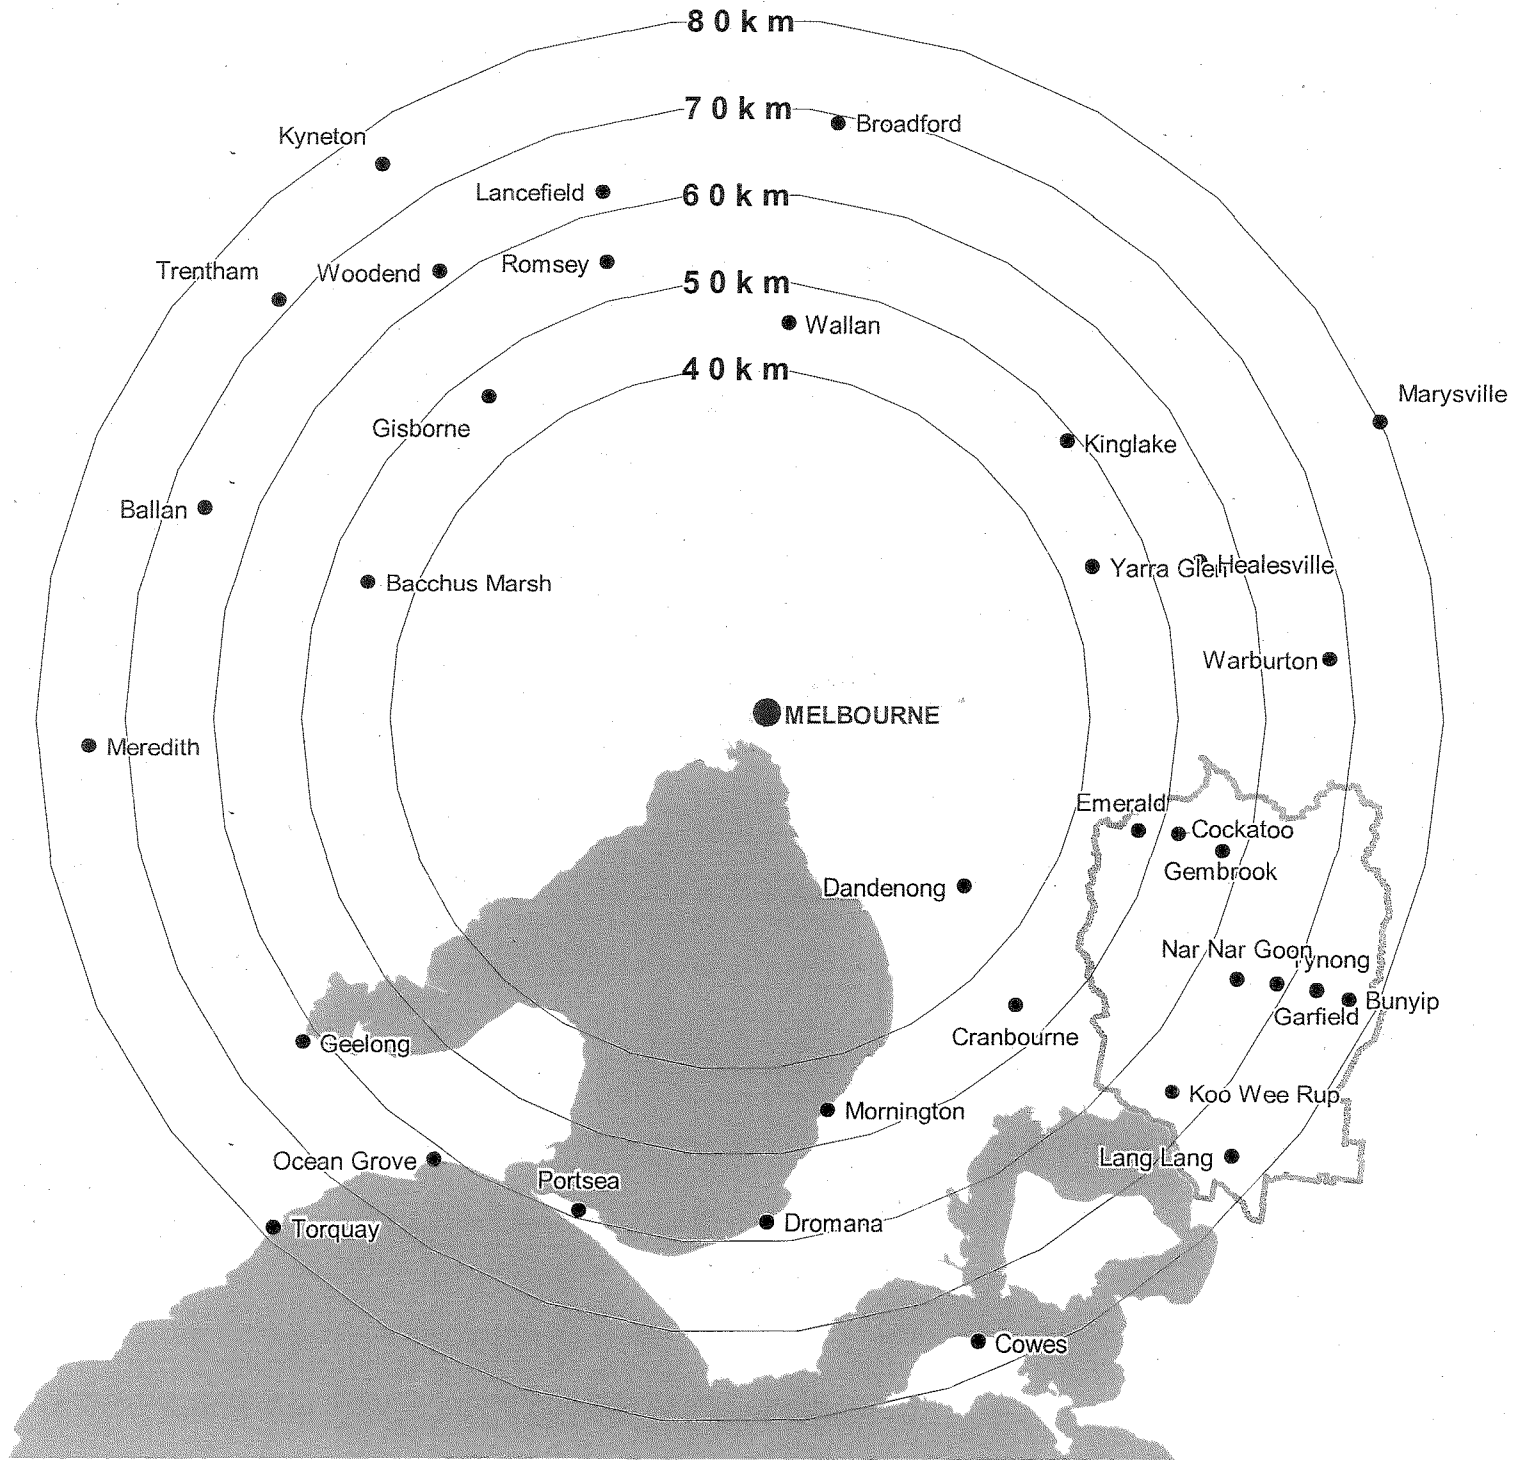 80km
70km
Broadford
Kyneton
Lancefield
60km
Trentham
Woodend
Romsey
50km
Wallan
40km
Marysville
Gisborne
Kinglake
Ballan
Bacchus Marsh
Yarra Glen
Healesville
Warburton
MELBOURNE
Meredith
Emerald
Cockatoo
Gembrook
Dandenong
Nar Nar Goon
Tynong
Bunyip
Garfield
Cranbourne
Geelong
Koo Wee Rup
Mornington
Ocean Grove
Lang Lang
Portsea
Torquay
Dromana
Cowes